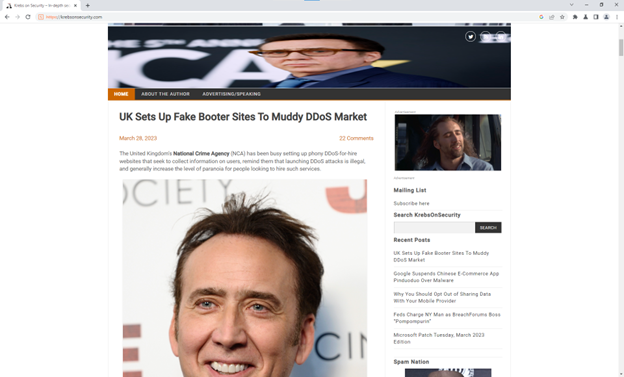 Krebs on Security – In-depth se
https://krebsonsecurity.com
HOME
ABOUT THE AUTHOR
ADVERTISING/SPEAKING
UK Sets Up Fake Booter Sites To Muddy DDoS Market
March 28, 2023
22 Comments
The United Kingdom's National Crime Agency (NCA) has been busy setting up phony DDoS-for-hire
websites that seek to collect information on users, remind them that launching DDoS attacks is illegal,
and generally increase the level of paranoia for people looking to hire such services.
OCIETY
OCIETY
CIN
Advertisement
Advertisement
Mailing List
Subscribe here
Search KrebsOnSecurity
SEARCH
Recent Posts
UK Sets Up Fake Booter Sites To Muddy
DDoS Market
Google Suspends Chinese E-Commerce App
Pinduoduo Over Malware
Why You Should Opt Out of Sharing Data
With Your Mobile Provider
Feds Charge NY Man as BreachForums Boss
"Pompompurin"
Microsoft Patch Tuesday, March 2023
Edition
Spam Nation